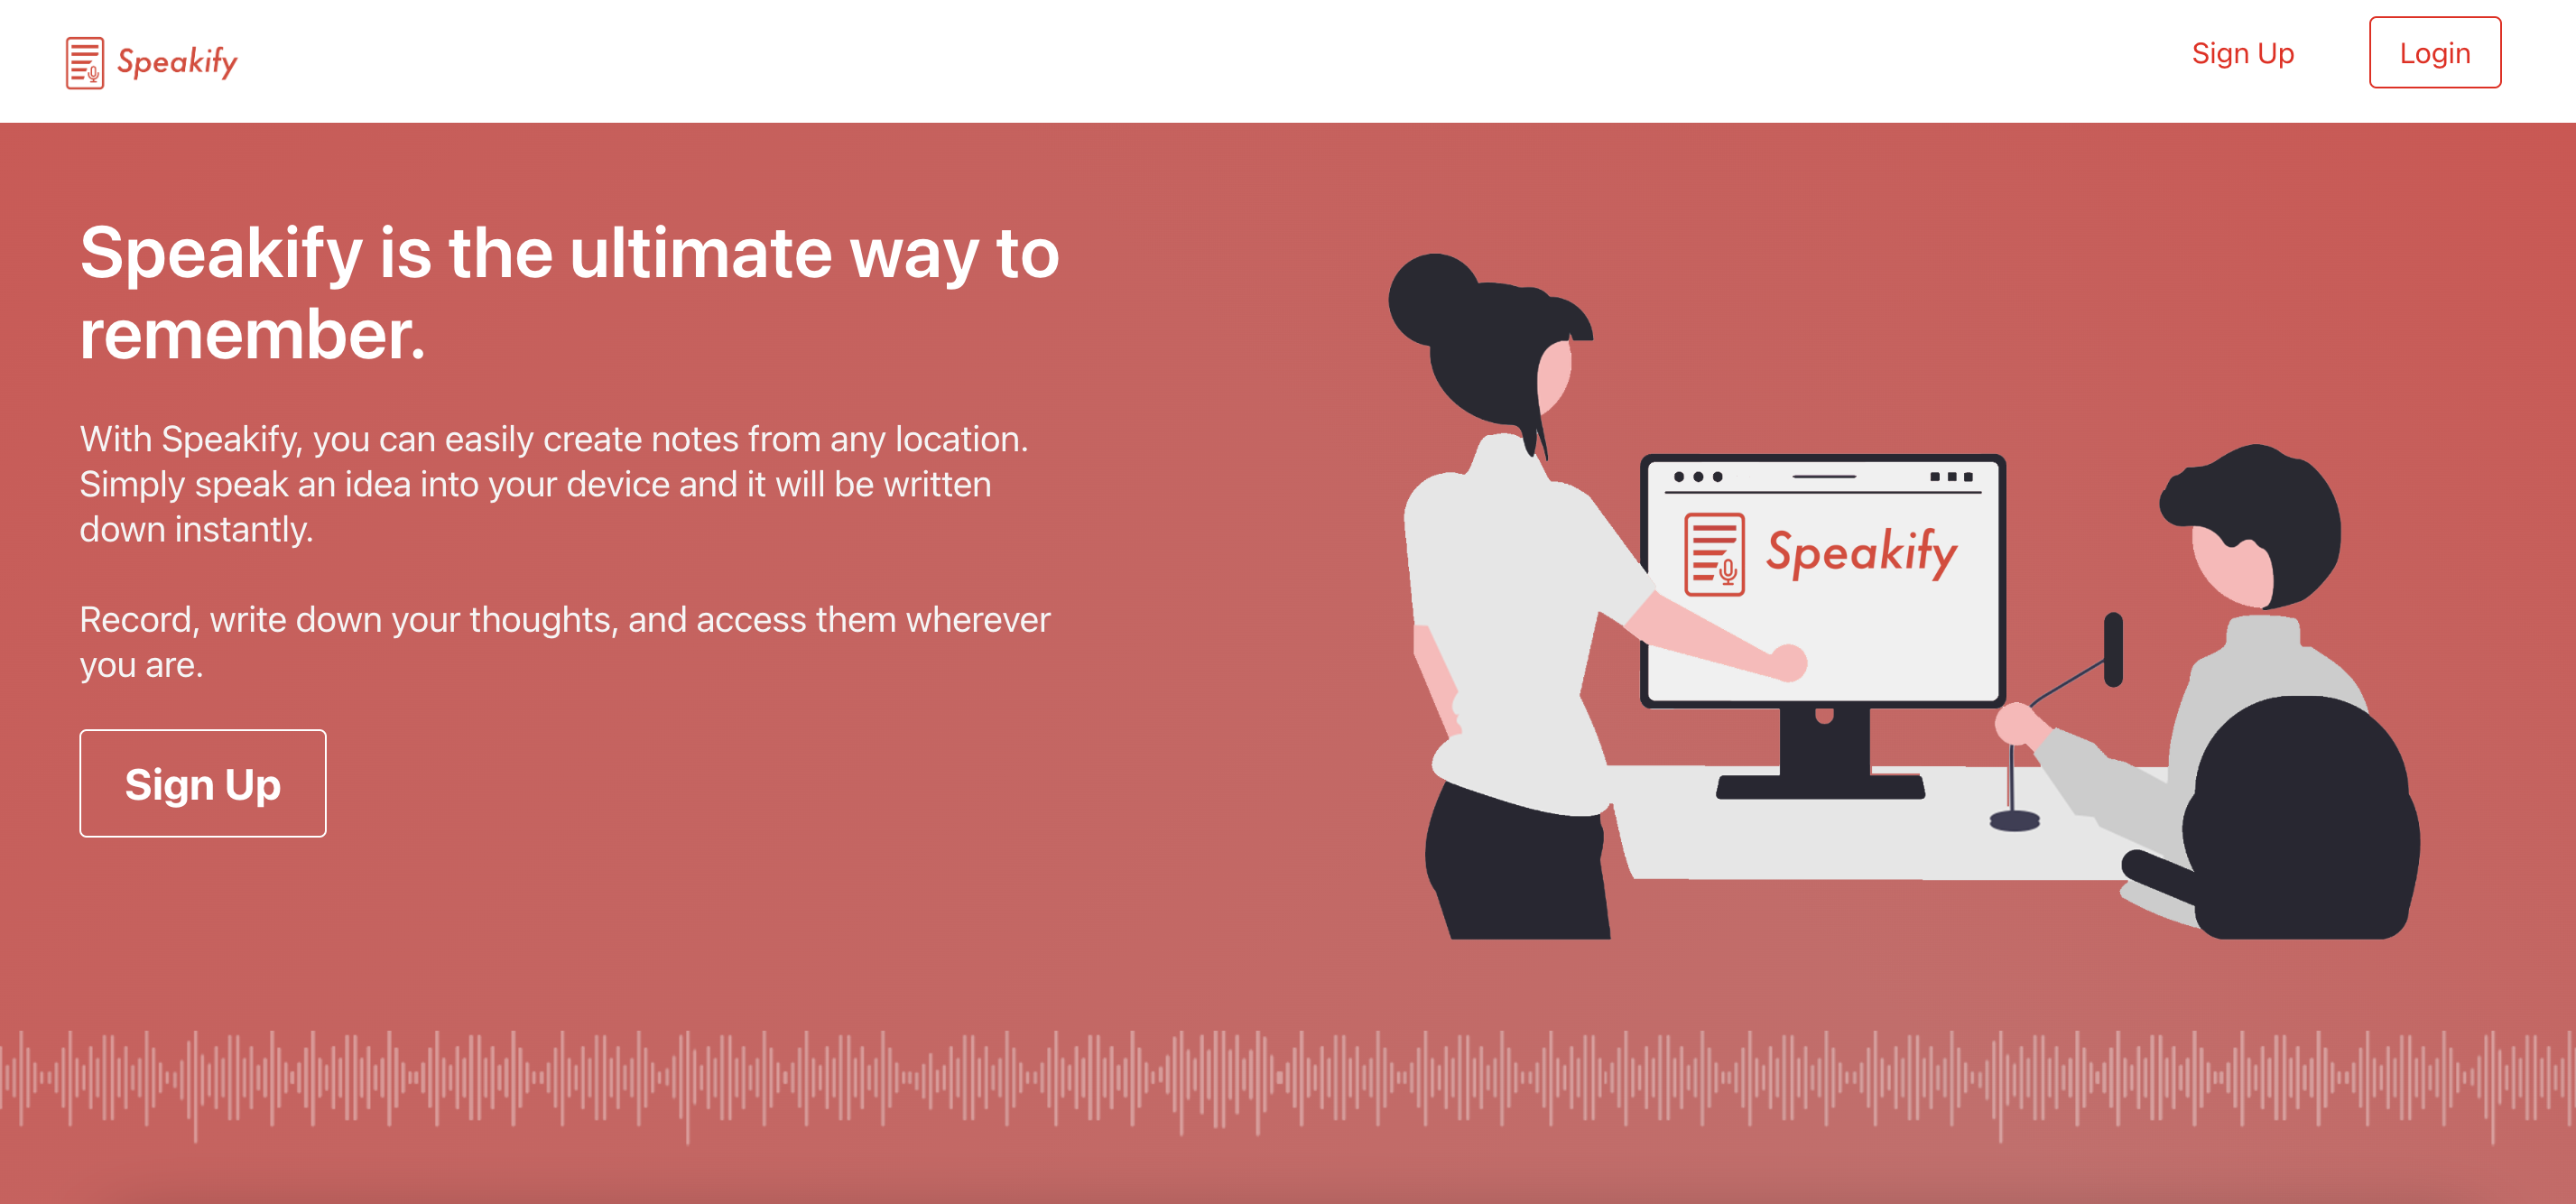 Speakify
Sign Up
Login
Speakify is the ultimate way to
remember.
With Speakify, you can easily create notes from any location.
Simply speak an idea into your device and it will be written
down instantly.
Record, write down your thoughts, and access them wherever
you are.
Sign Up
Speakify